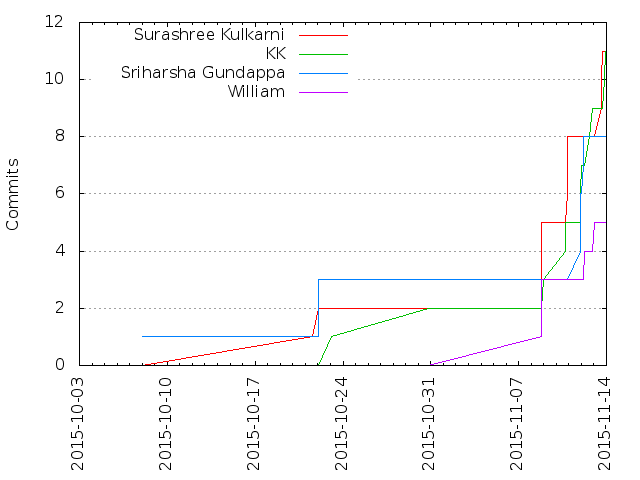 12
10
8
6
4
2
0
Commits
Surashree Kulkarni
KK
Sriharsha Gundappa
William
2015-10-03
2015-10-10
2015-10-17
2015-10-24
2015-10-31
2015-11-07
2015-11-14